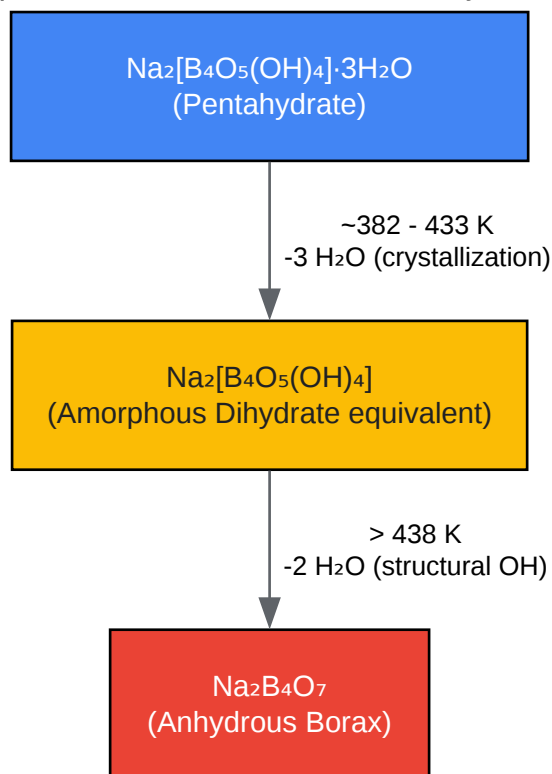 Na₂[B₄O₅(OH)₄]·3H₂O
(Pentahydrate)
~382 - 433 K
-3 H₂O (crystallization)
Na₂[B₄O₅(OH)₄]
(Amorphous Dihydrate equivalent)
> 438 K
-2 H₂O (structural OH)
Na₂B₄O₇
(Anhydrous Borax)